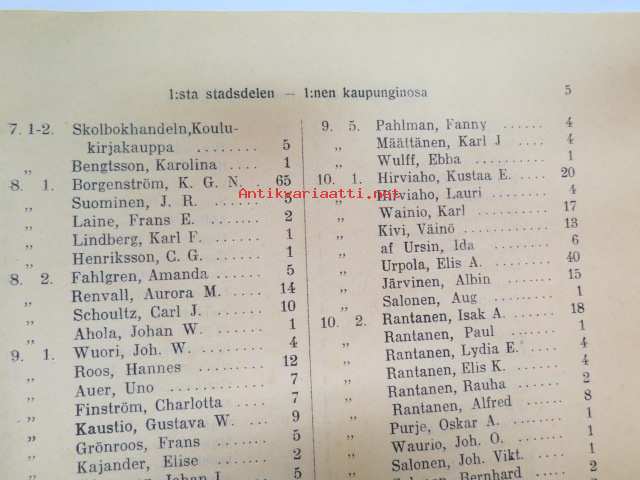 1:sta stadsdelen — 1:nen kaupunginosa 5
7. 1-2. Skolbokhandeln, Koulu-
kirjakauppa ........ 5
„ Bengtsson, Karolina .. 1
8. 1. Borgenström, K. G. N. . 65
„ Suominen, J. R. ..... 5
„ Laine, Frans E. ...... 2
„ Lindberg, Karl F. .... 1
„ Henriksson, C. G. .... 1
8. 2. Fahlgren, Amanda .... 5
„ Renvall, Aurora M. .... 14
„ Schoultz, Carl J. ..... 10
„ Ahola, Johan W. ..... 1
9. 1. Wuori, Joh. W. ....... 4
„ Roos, Hannes ........ 12
„ Auer, Uno ........... 7
„ Finström, Charlotta .. 7
„ Kaustio, Gustava W. .. 9
„ Grönroos, Frans ..... 5
„ Kajander, Elise ...... 2
9. 5. Pahlman, Fanny ...... 4
„ Määttänen, Karl J .... 4
„ Wulff, Ebba .......... 1
10. 1. Hirviaho, Kustaa E. .. 20
„ Hirviaho, Lauri ...... 4
„ Wainio, Karl ......... 17
„ Kivi, Väinö .......... 13
„ af Ursin, Ida ........ 6
„ Urpola, Elis A. ....... 40
„ Järvinen, Albin ...... 15
„ Salonen, Aug ......... 1
10. 2. Rantanen, Isak A. .... 18
„ Rantanen, Paul ...... 1
„ Rantanen, Lydia E. ... 4
„ Rantanen, Elis K. .... 4
„ Rantanen, Rauha .... 2
„ Rantanen, Alfred .... 8
„ Purje, Oskar A. ...... 1
„ Waurio, Joh. O. ...... 1
„ Salonen, Joh. Vikt. ... 1
Bernhard .... 2
Antikvariaatti.net